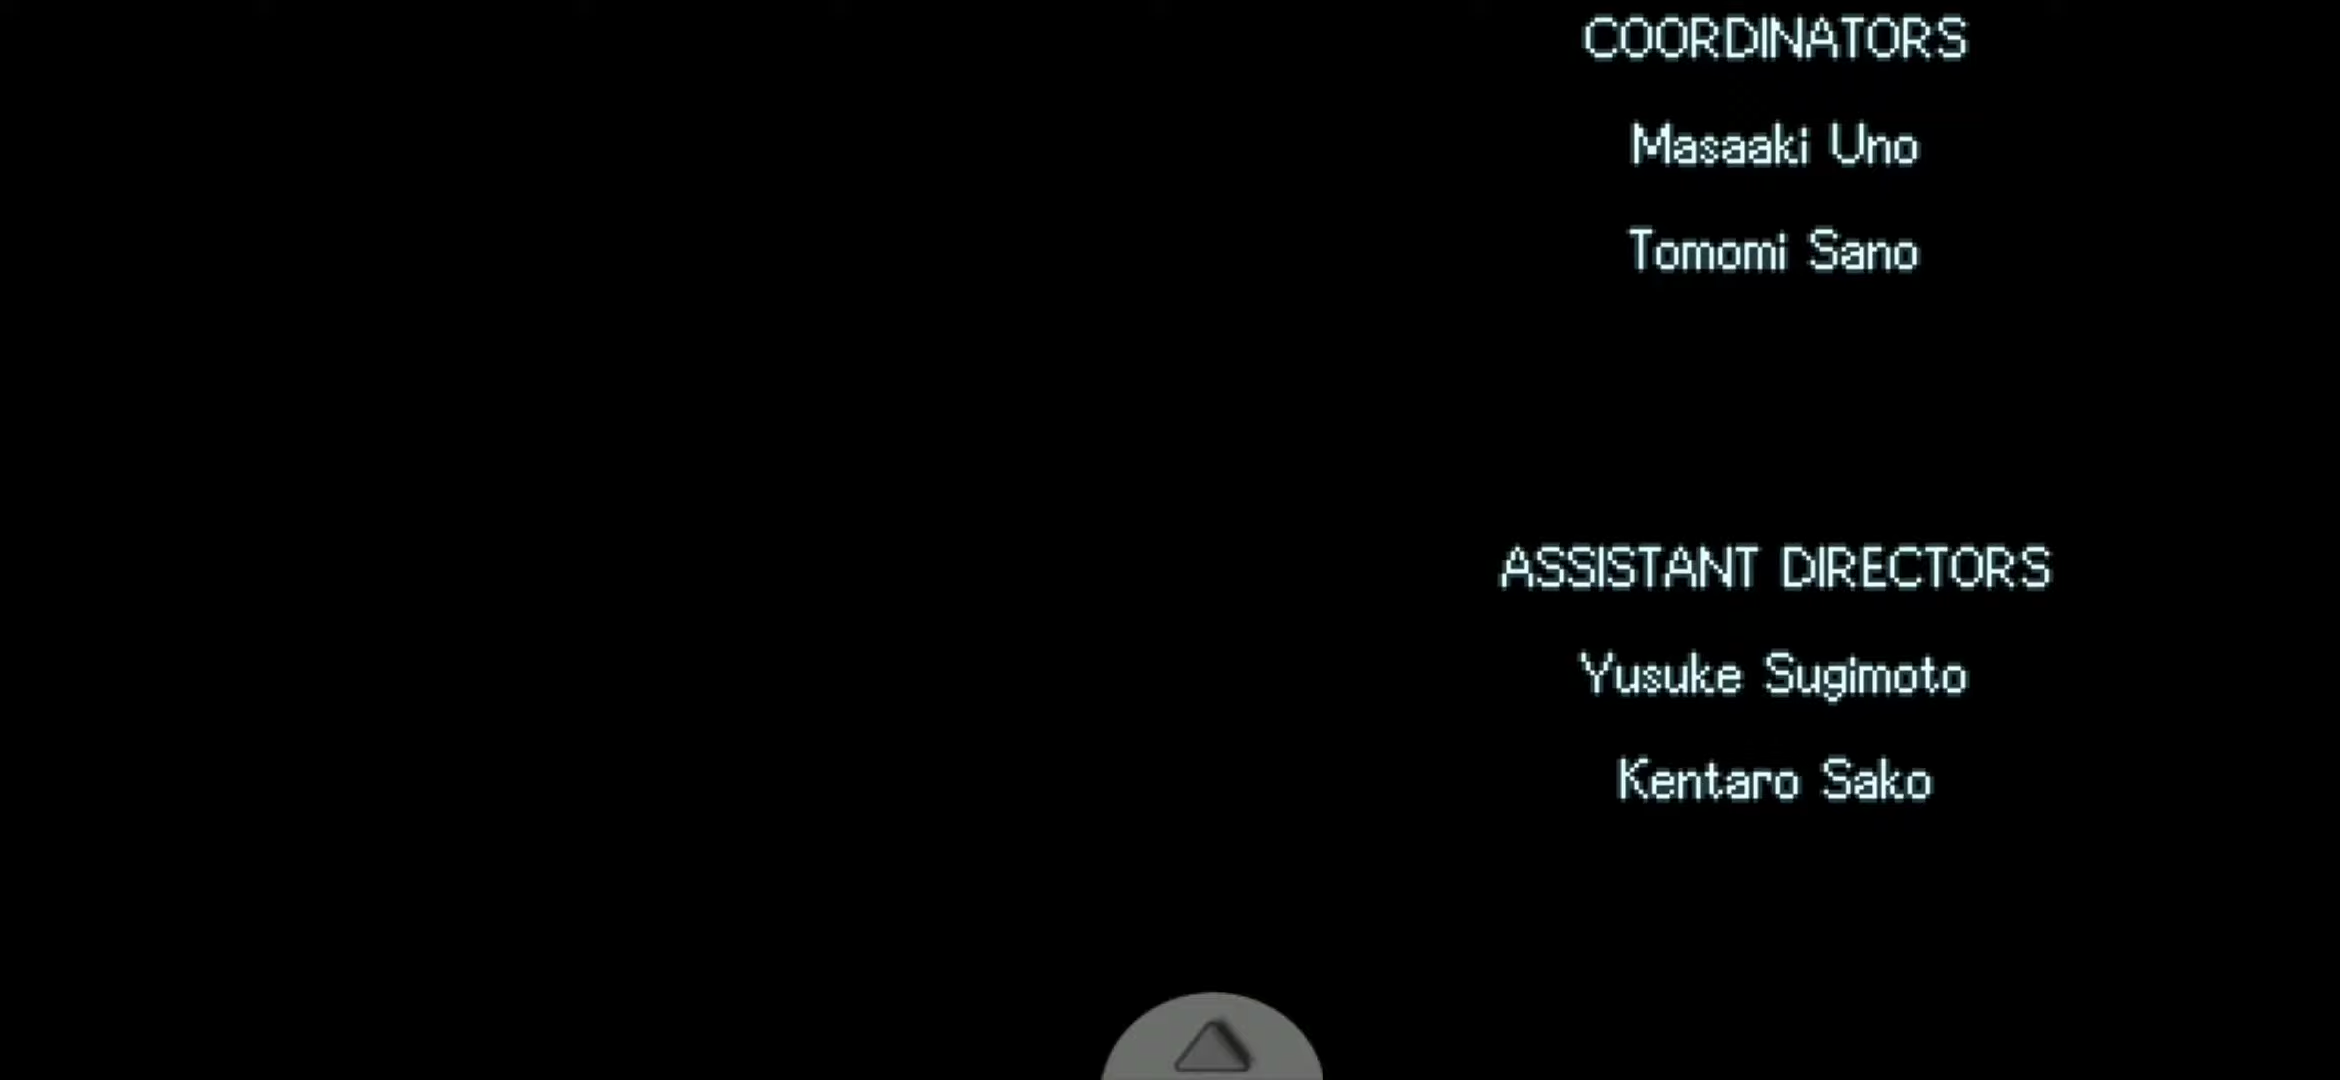 COORDINATORS
Masaaki Uno
Tomomi Sano
ASSISTANT DIRECTORS
Yusuke Sugimoto
Kentaro Sako